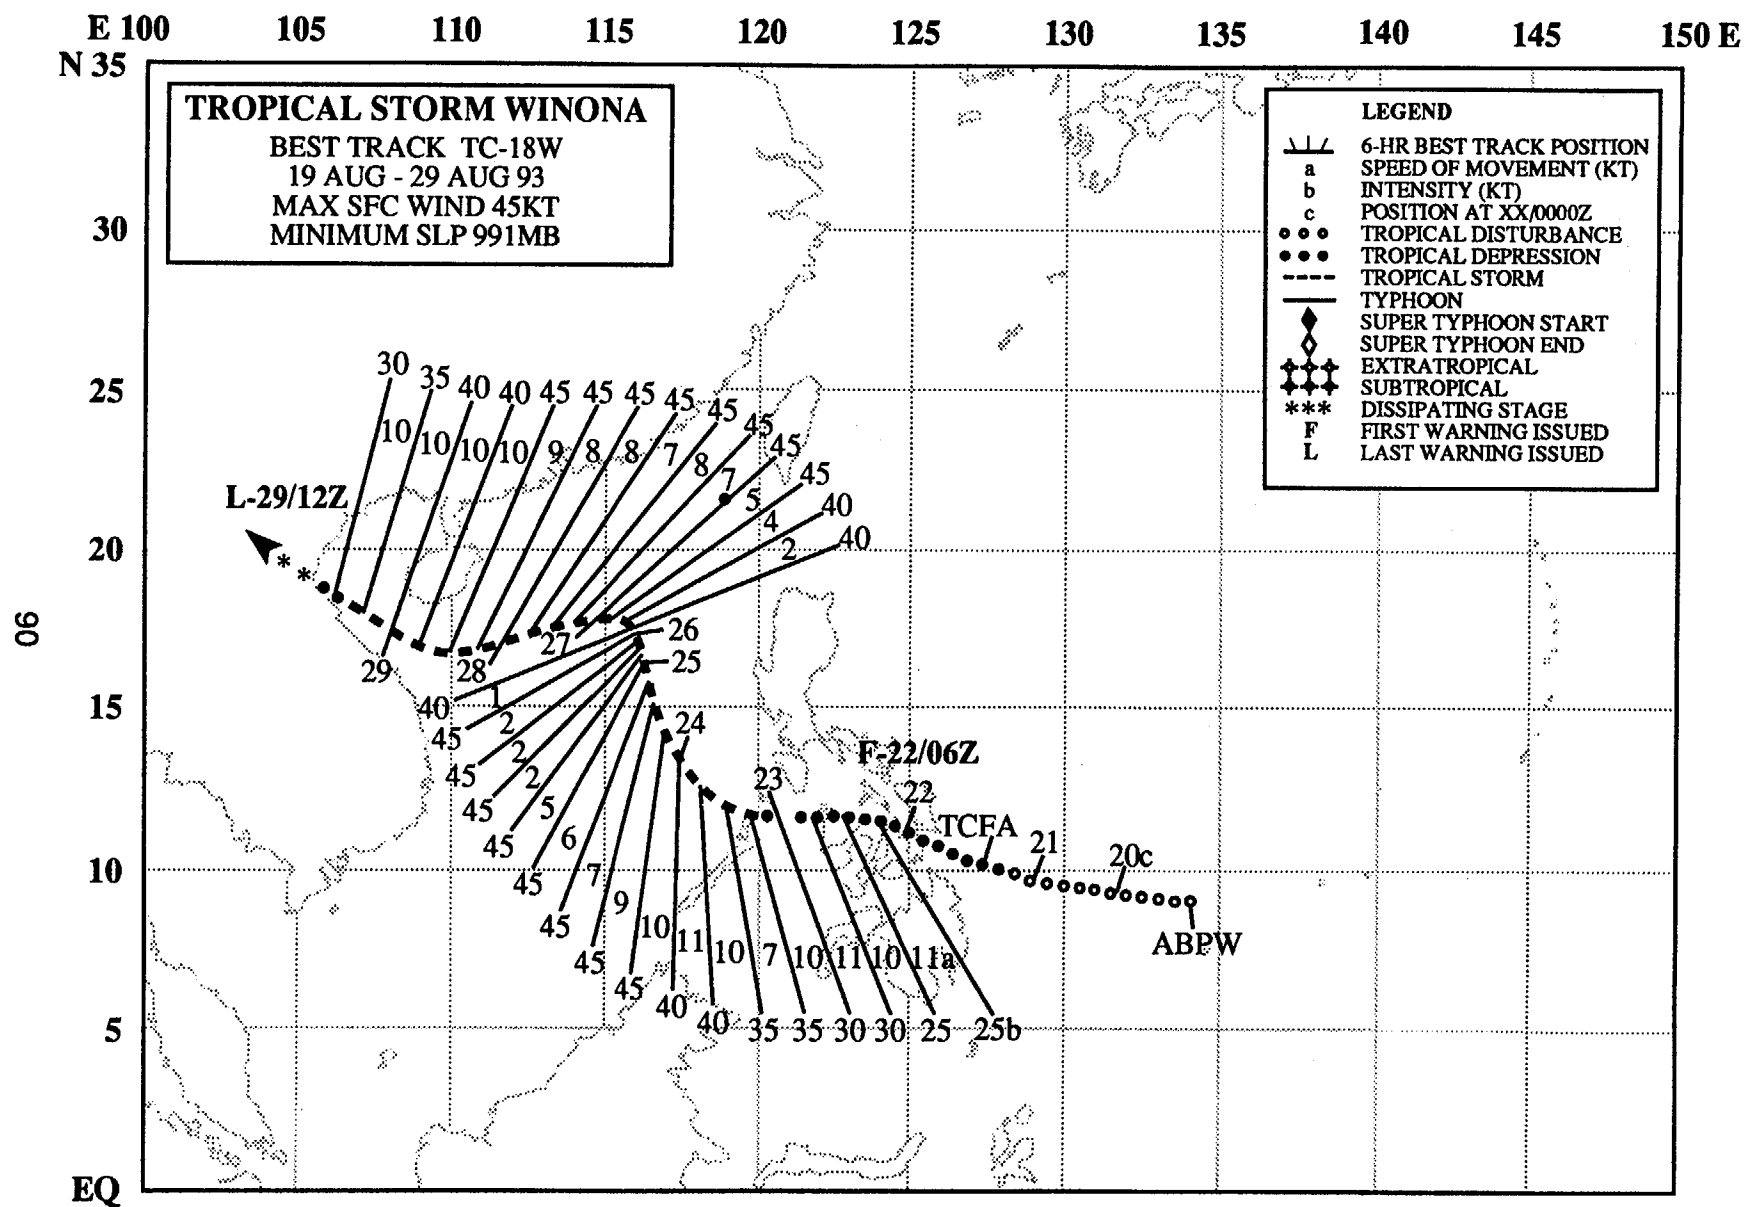 E 100 105 110 115 120 125 130 135 140 145 150 E
N 35
TROPICAL STORM WINONA
BEST TRACK TC-18W
19 AUG - 29 AUG 93
MAX SFC WIND 45KT
MINIMUM SLP 991MB
LEGEND
6-HR BEST TRACK POSITION
a SPEED OF MOVEMENT (KT)
b INTENSITY (KT)
c POSITION AT XX/0000Z
TROPICAL DISTURBANCE
TROPICAL DEPRESSION
TROPICAL STORM
TYPHOON
SUPER TYPHOON START
SUPER TYPHOON END
EXTRATROPICAL
SUBTROPICAL
*** DISSIPATING STAGE
F FIRST WARNING ISSUED
L LAST WARNING ISSUED
30
25
30 35 40 40 45 45 45 45 45 45 45 45 40 40
10 10 10 10 9 8 8 7 8 7 5 4 2
L-29/12Z
20
* *
90
29 28 27 26
25
15
40 45 45 45 45 45 45 45 45 40 40 35 35 30 30 25 25b
1 2 2 2 5 6 7 9 10 11 10 7 10 11 10 11a
24
F-22/06Z
23 22
TCFA
21 20c
10
ABPW
5
EQ